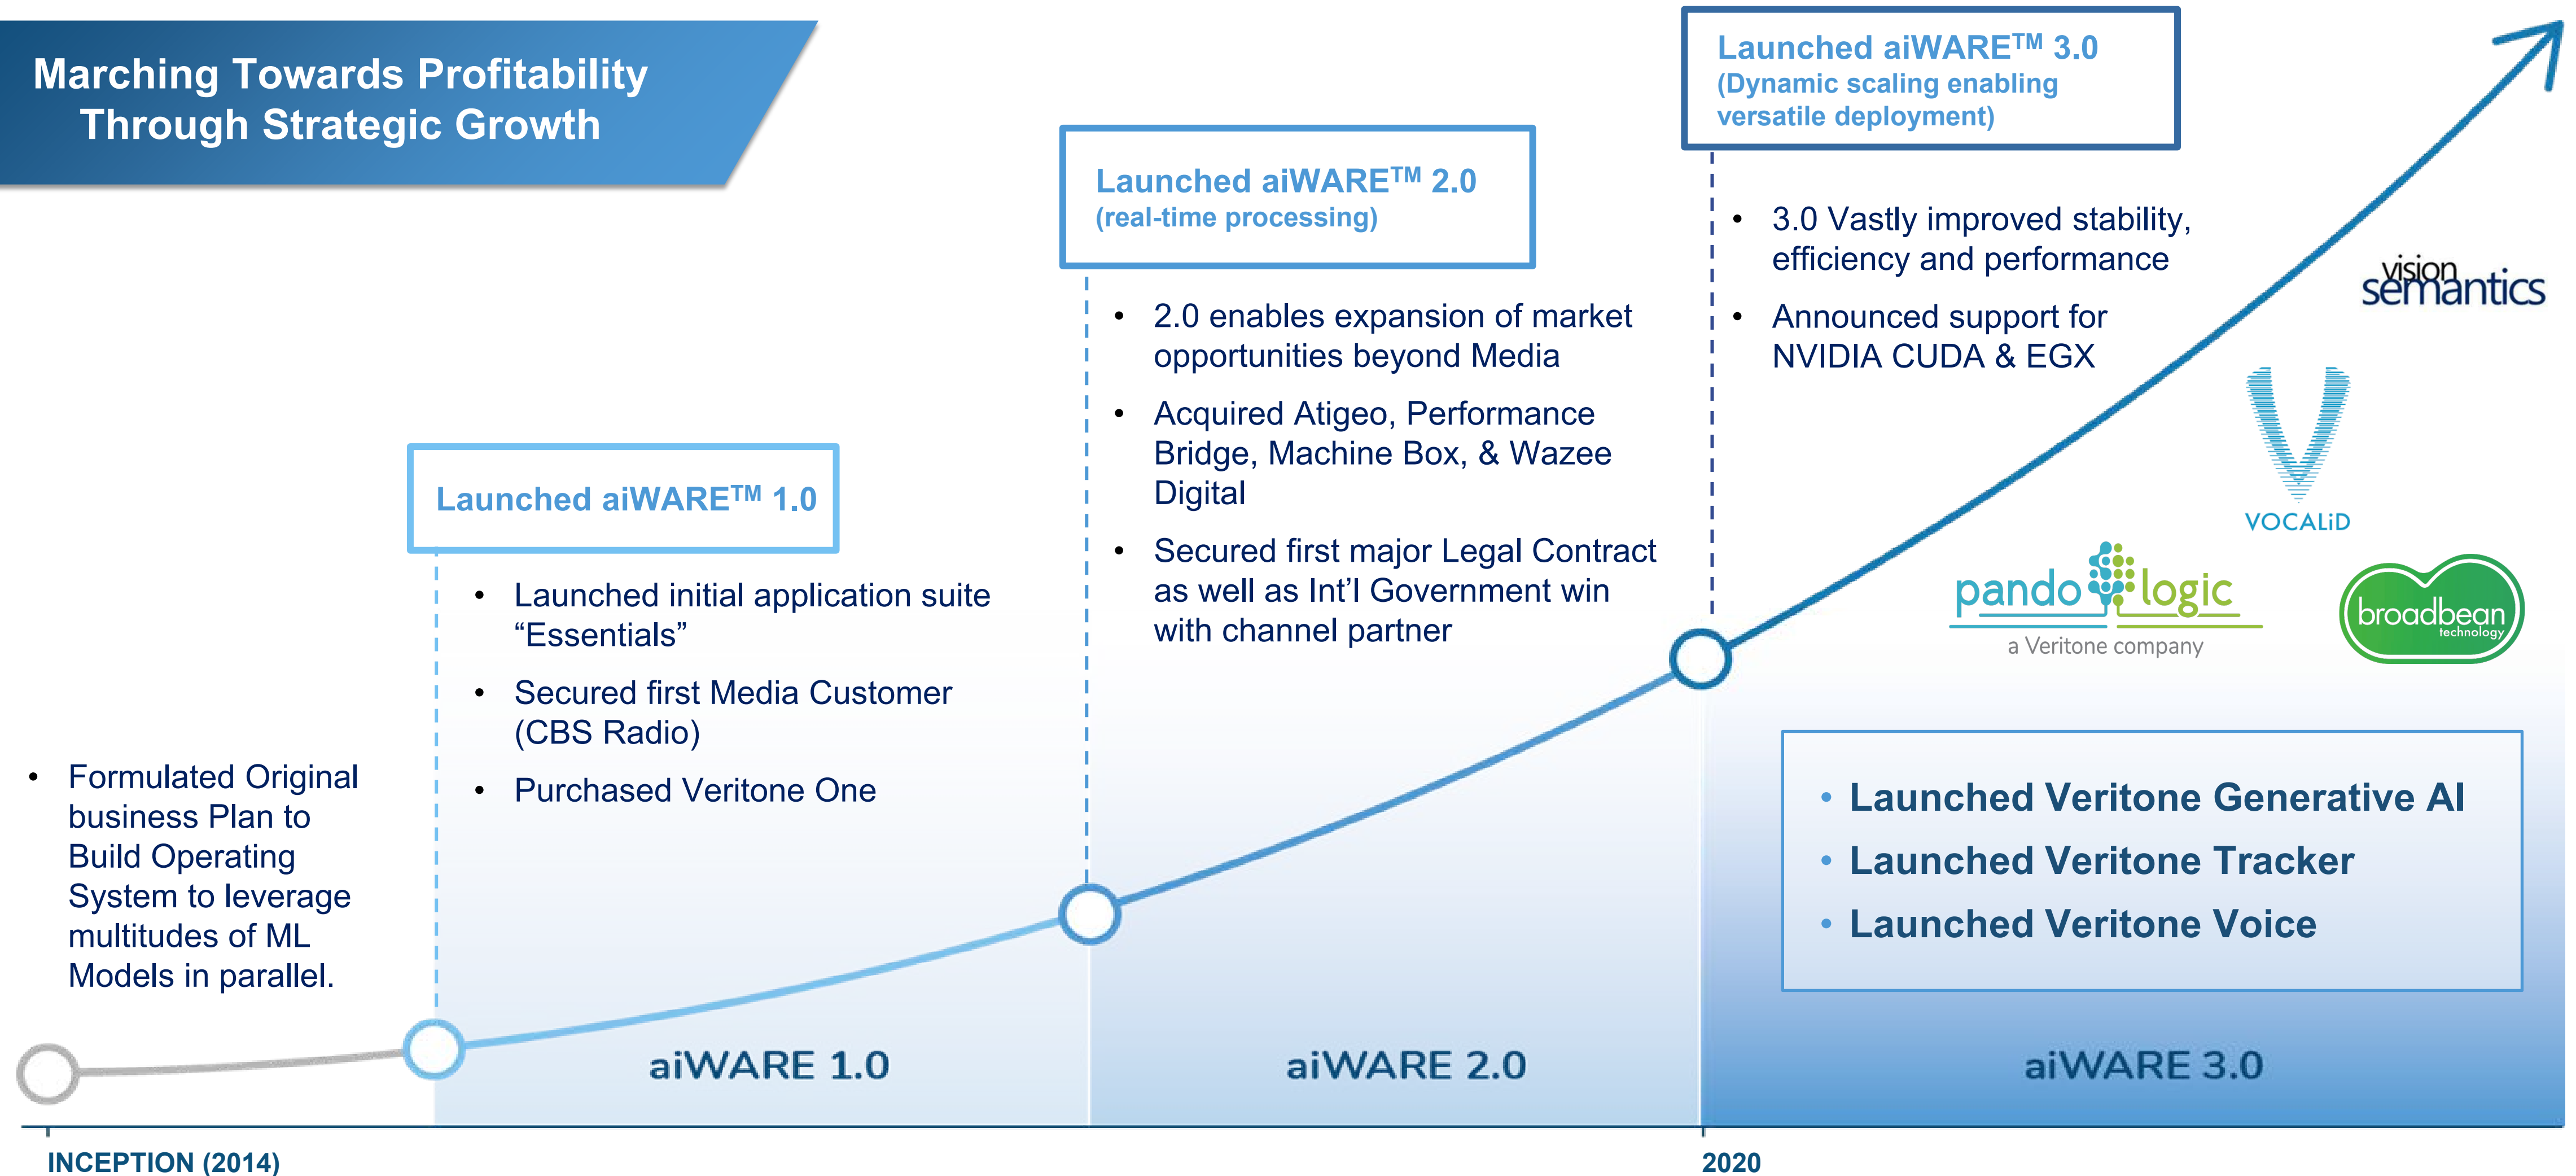 Marching Towards Profitability
Through Strategic Growth
• Formulated Original
business Plan to
Build Operating
System to leverage
multitudes of ML
Models in parallel.
Launched aiWARE™ 1.0
• Launched initial application suite
“Essentials”
• Secured first Media Customer
(CBS Radio)
• Purchased Veritone One
Launched aiWARE™ 2.0
(real-time processing)
• 2.0 enables expansion of market
opportunities beyond Media
• Acquired Atigeo, Performance
Bridge, Machine Box, & Wazee
Digital
• Secured first major Legal Contract
as well as Int’l Government win
with channel partner
Launched aiWARE™ 3.0
(Dynamic scaling enabling
versatile deployment)
• 3.0 Vastly improved stability,
efficiency and performance
• Announced support for
NVIDIA CUDA & EGX
vision
semantics
VOCALiD
pandologic
a Veritone company
broadbean
technology
• Launched Veritone Generative AI
• Launched Veritone Tracker
• Launched Veritone Voice
aiWARE 1.0
aiWARE 2.0
aiWARE 3.0
INCEPTION (2014)
2020